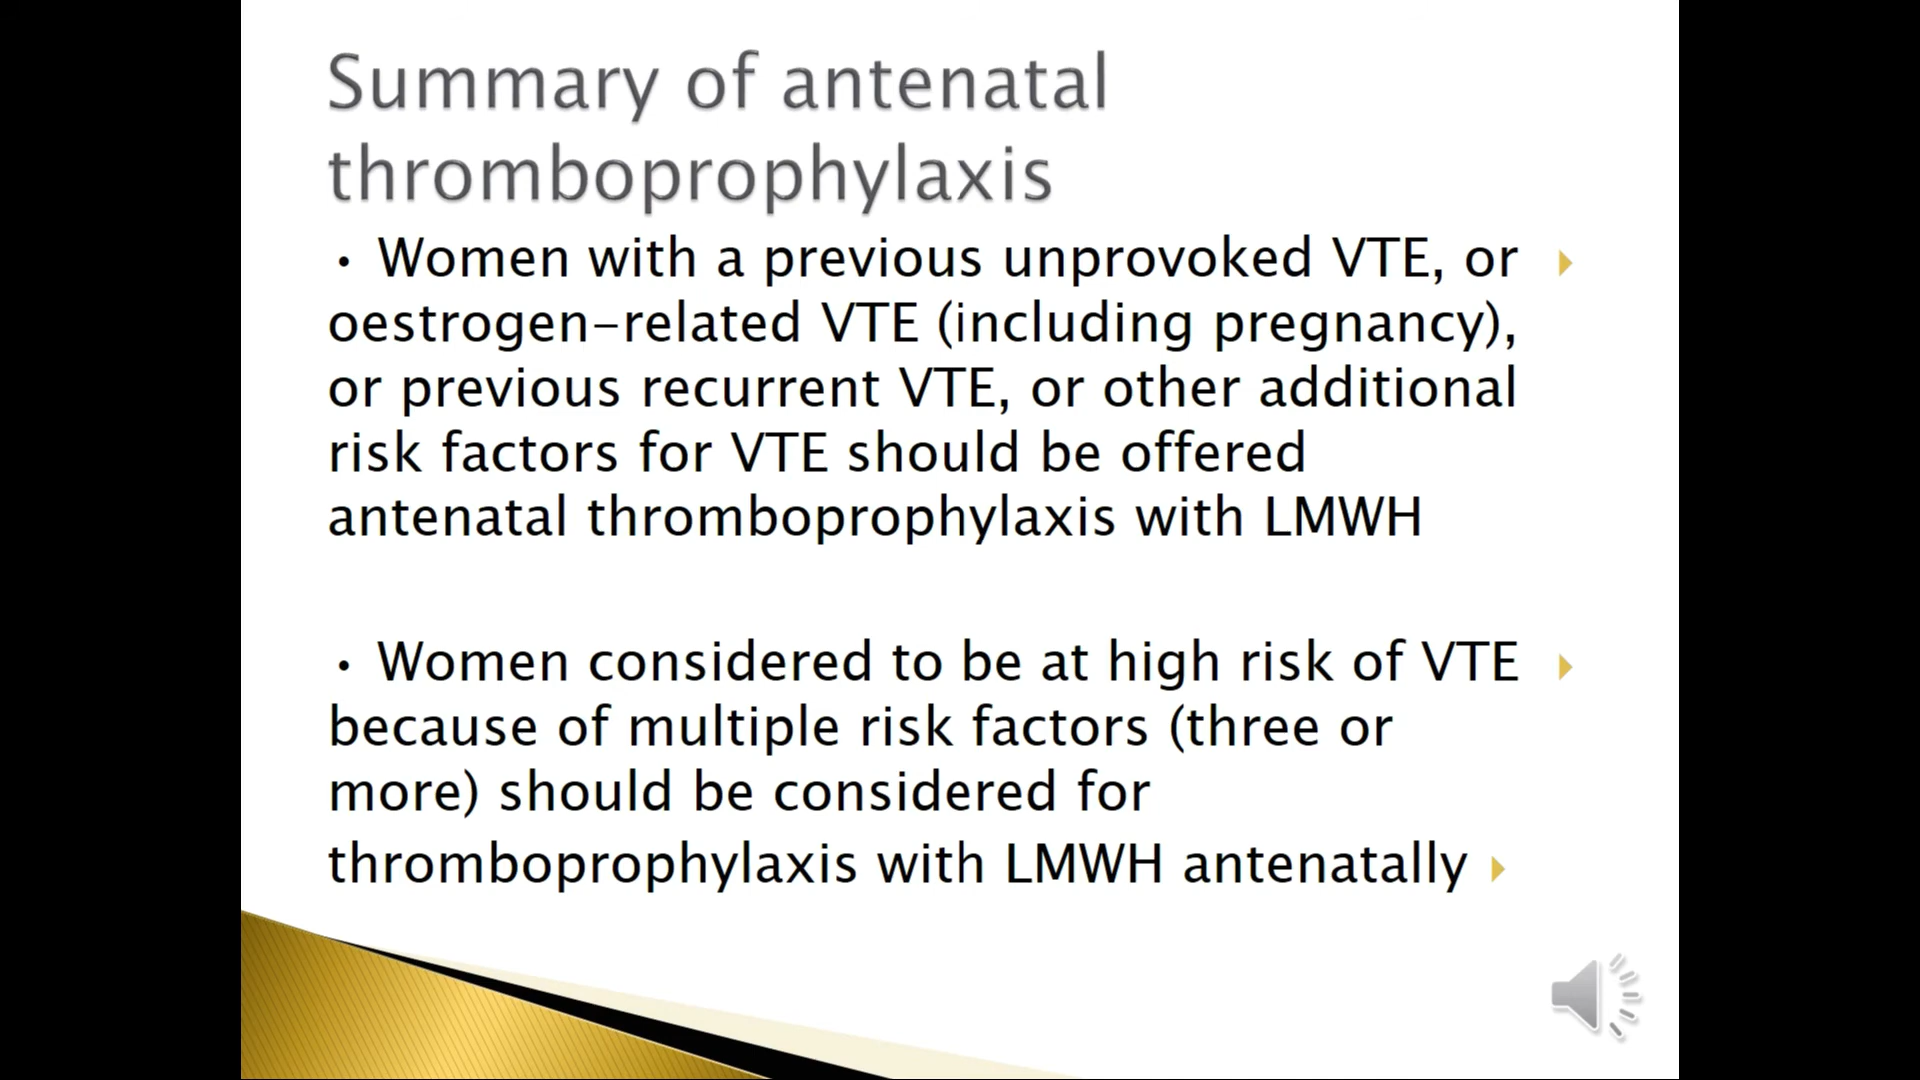 Summary of antenatal
thromboprophylaxis
• Women with a previous unprovoked VTE, or
oestrogen-related VTE (including pregnancy),
or previous recurrent VTE, or other additional
risk factors for VTE should be offered
antenatal thromboprophylaxis with LMWH
• Women considered to be at high risk of VTE
because of multiple risk factors (three or
more) should be considered for
thromboprophylaxis with LMWH antenatally